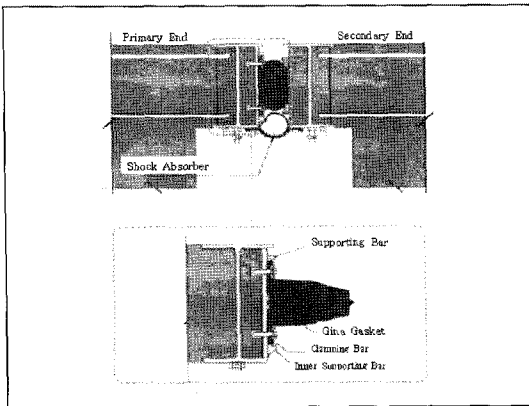 Primary End
Secondary End
Shock Absorber
Supporting Bar
Gina Gasket
Clamping Bar
Inner Supporting Bar